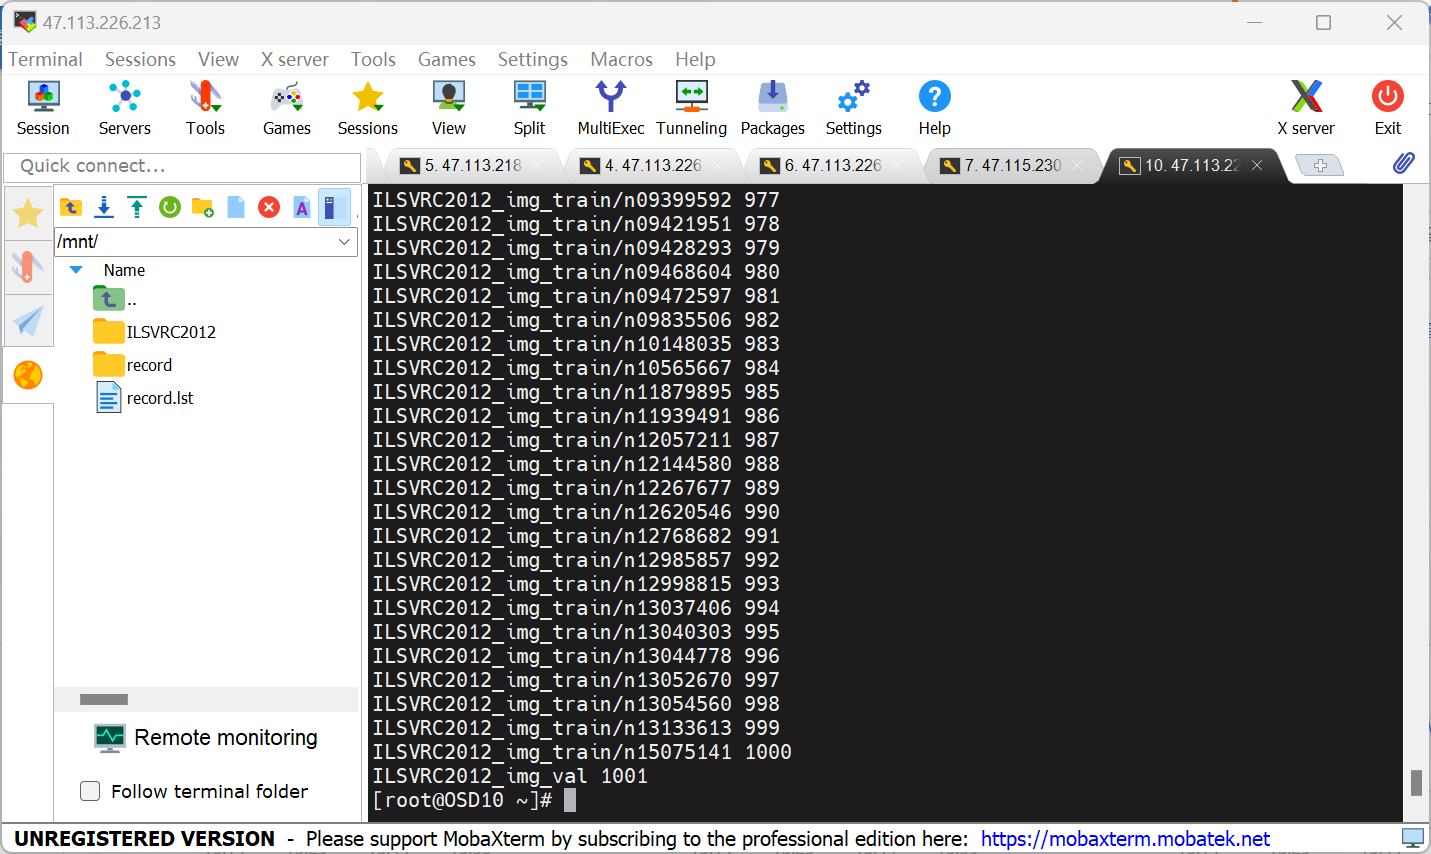 47.113.226.213
Terminal Sessions View X server Tools Games Settings Macros Help
Session Servers Tools Games Sessions View Split MultiExec Tunneling Packages Settings Help X server Exit
Quick connect...
5. 47.113.218 4. 47.113.226 6. 47.113.226 7. 47.115.230 10. 47.113.22
/mnt/
Name
..
ILSVRC2012
record
record.lst
Remote monitoring
Follow terminal folder
ILSVRC2012_img_train/n09399592 977
ILSVRC2012_img_train/n09421951 978
ILSVRC2012_img_train/n09428293 979
ILSVRC2012_img_train/n09468604 980
ILSVRC2012_img_train/n09472597 981
ILSVRC2012_img_train/n09835506 982
ILSVRC2012_img_train/n10148035 983
ILSVRC2012_img_train/n10565667 984
ILSVRC2012_img_train/n11879895 985
ILSVRC2012_img_train/n11939491 986
ILSVRC2012_img_train/n12057211 987
ILSVRC2012_img_train/n12144580 988
ILSVRC2012_img_train/n12267677 989
ILSVRC2012_img_train/n12620546 990
ILSVRC2012_img_train/n12768682 991
ILSVRC2012_img_train/n12985857 992
ILSVRC2012_img_train/n12998815 993
ILSVRC2012_img_train/n13037406 994
ILSVRC2012_img_train/n13040303 995
ILSVRC2012_img_train/n13044778 996
ILSVRC2012_img_train/n13052670 997
ILSVRC2012_img_train/n13054560 998
ILSVRC2012_img_train/n13133613 999
ILSVRC2012_img_train/n15075141 1000
ILSVRC2012_img_val 1001
[root@OSD10 ~]#
UNREGISTERED VERSION - Please support MobaXterm by subscribing to the professional edition here: https://mobaxterm.mobatek.net